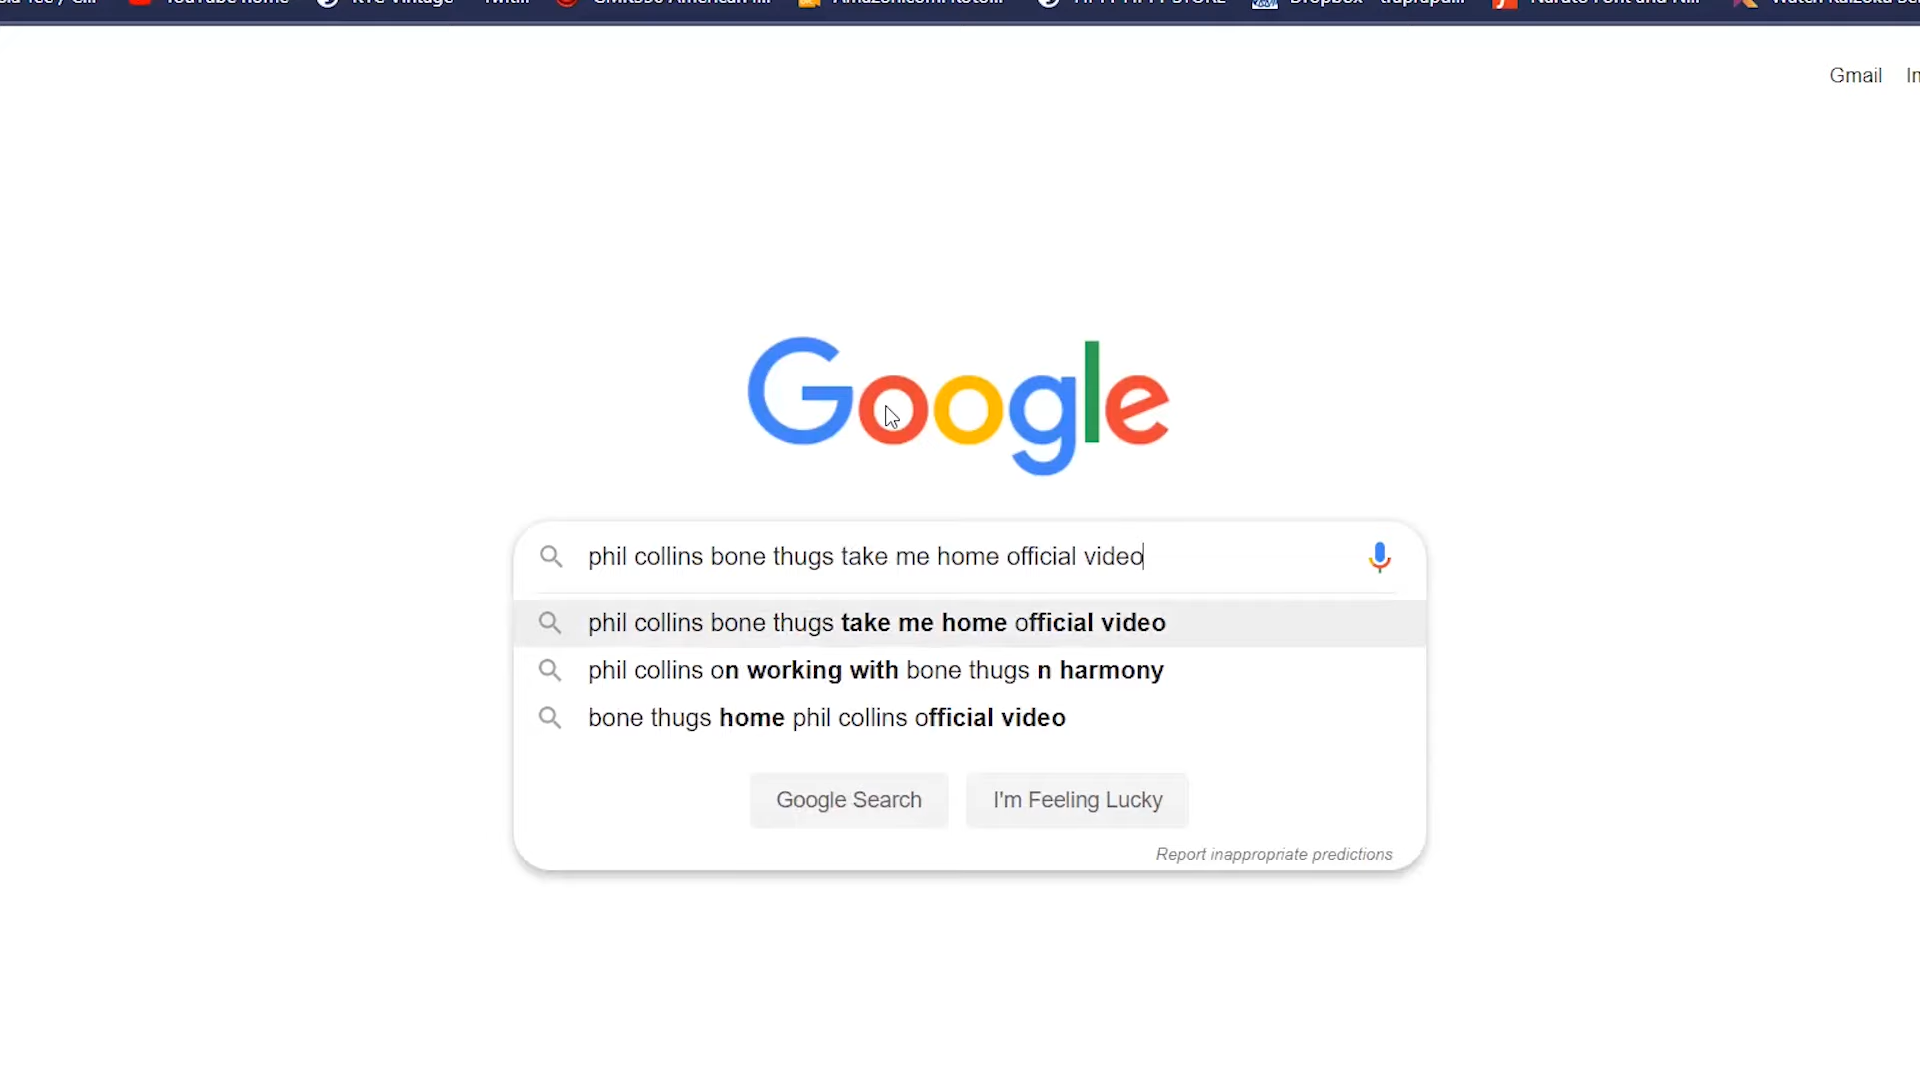 Gmail
Google
phil collins bone thugs take me home official video
phil collins bone thugs take me home official video
phil collins on working with bone thugs n harmony
bone thugs home phil collins official video
Google Search
I'm Feeling Lucky
Report inappropriate predictions